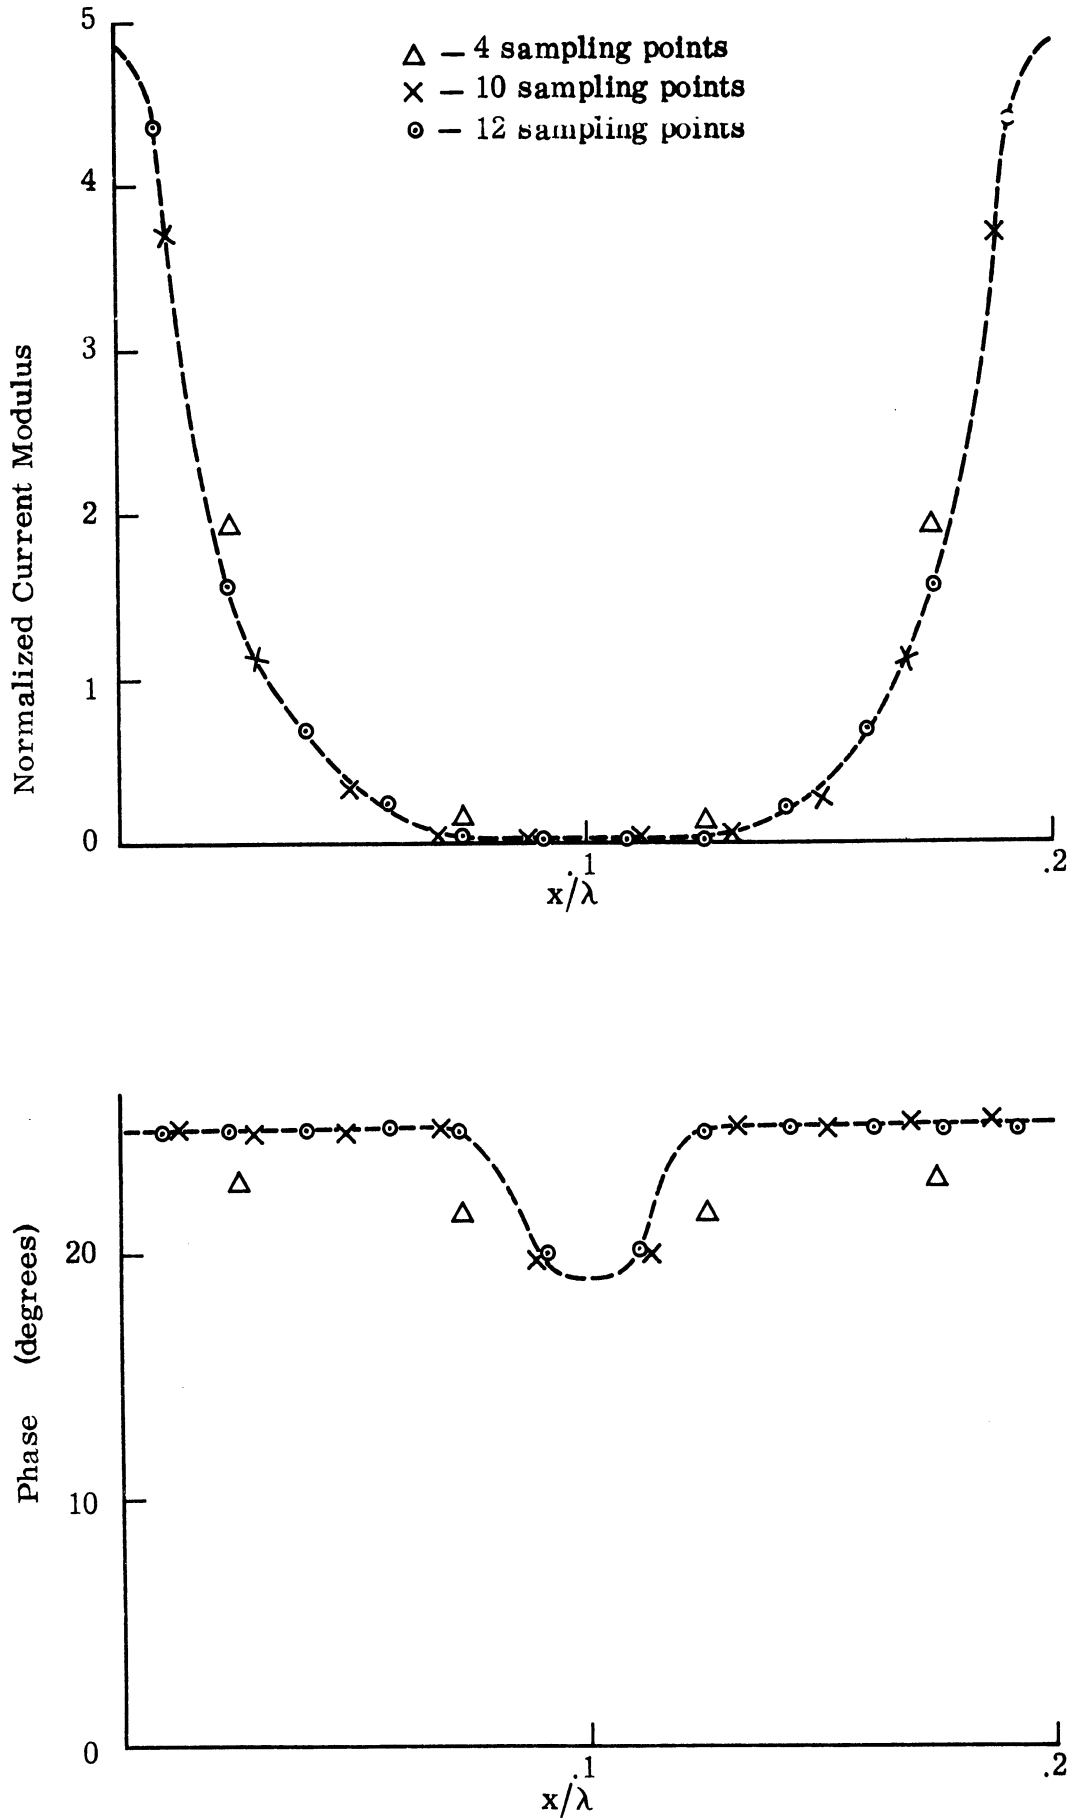 5
△ — 4 sampling points
× — 10 sampling points
⊙ — 12 sampling points
4
3
2
1
0
.1
.2
x/λ
Normalized Current Modulus
20
10
0
.1
.2
x/λ
Phase (degrees)